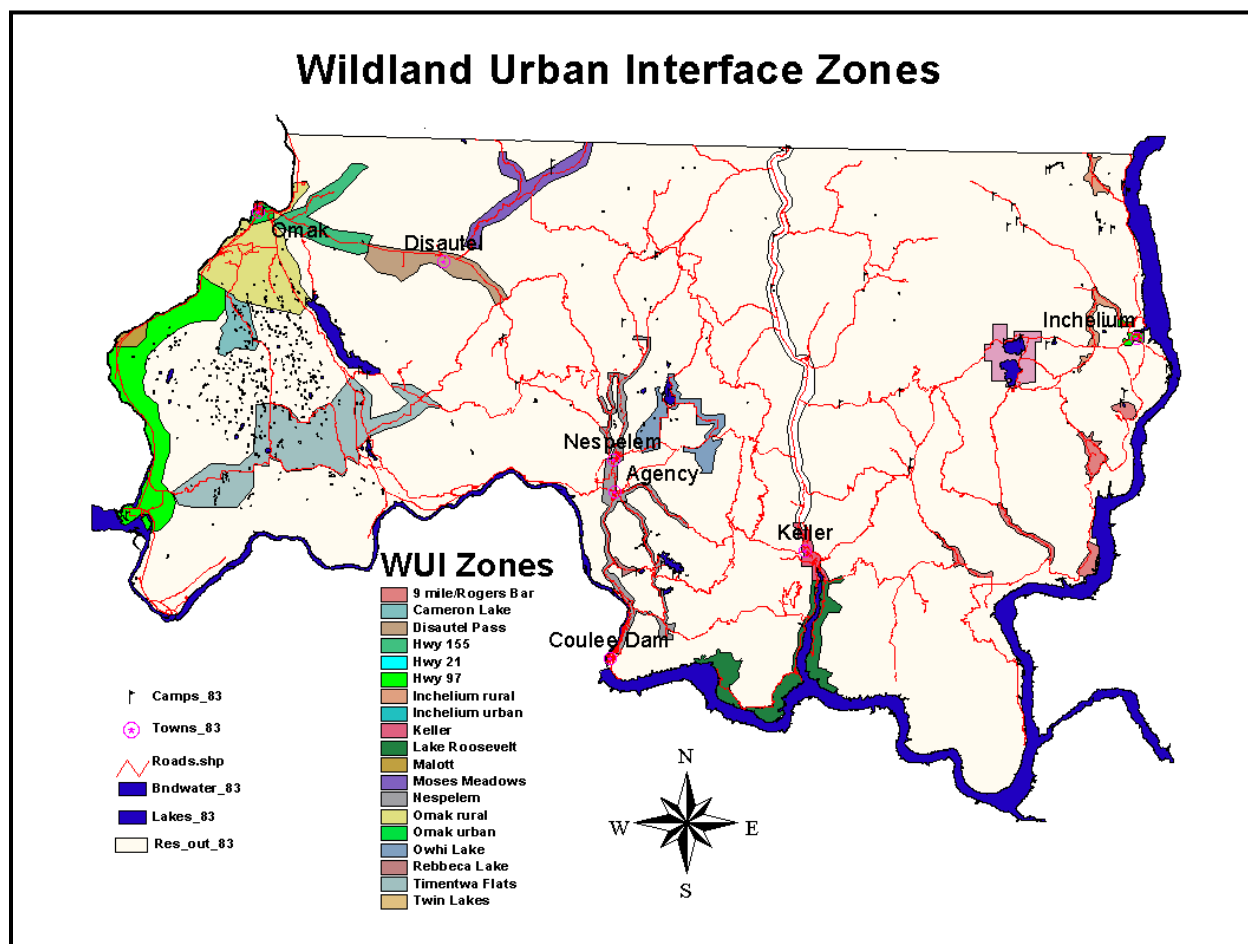 Wildland Urban Interface Zones
Omak
Disautel
Inchelium
Nespelem
Agency
Keller
Coulee Dam
WUI Zones
9 mile/Rogers Bar
Cameron Lake
Disautel Pass
Hwy 155
Hwy 21
Hwy 97
Inchelium rural
Inchelium urban
Keller
Lake Roosevelt
Malott
Moses Meadows
Nespelem
Omak rural
Omak urban
Owhi Lake
Rebbeca Lake
Timentwa Flats
Twin Lakes
Camps_83
Towns_83
Roads.shp
Bndwater_83
Lakes_83
Res_out_83
N
W
E
S